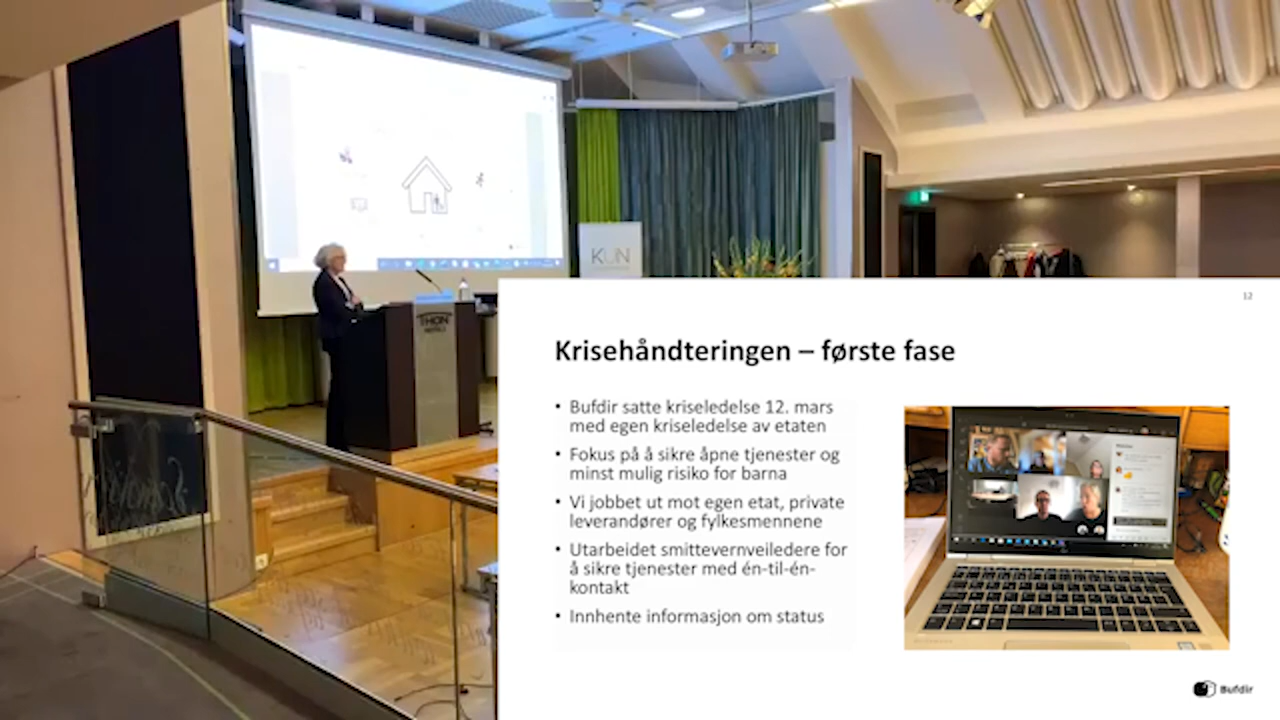 KUN
THON
HOTELS
12
Krisehåndteringen – første fase
• Bufdir satte kriseledelse 12. mars
med egen kriseledelse av etaten
• Fokus på å sikre åpne tjenester og
minst mulig risiko for barna
• Vi jobbet ut mot egen etat, private
leverandører og fylkesmennene
• Utarbeidet smittevernveiledere for
å sikre tjenester med én-til-én-
kontakt
• Innhente informasjon om status
Bufdir